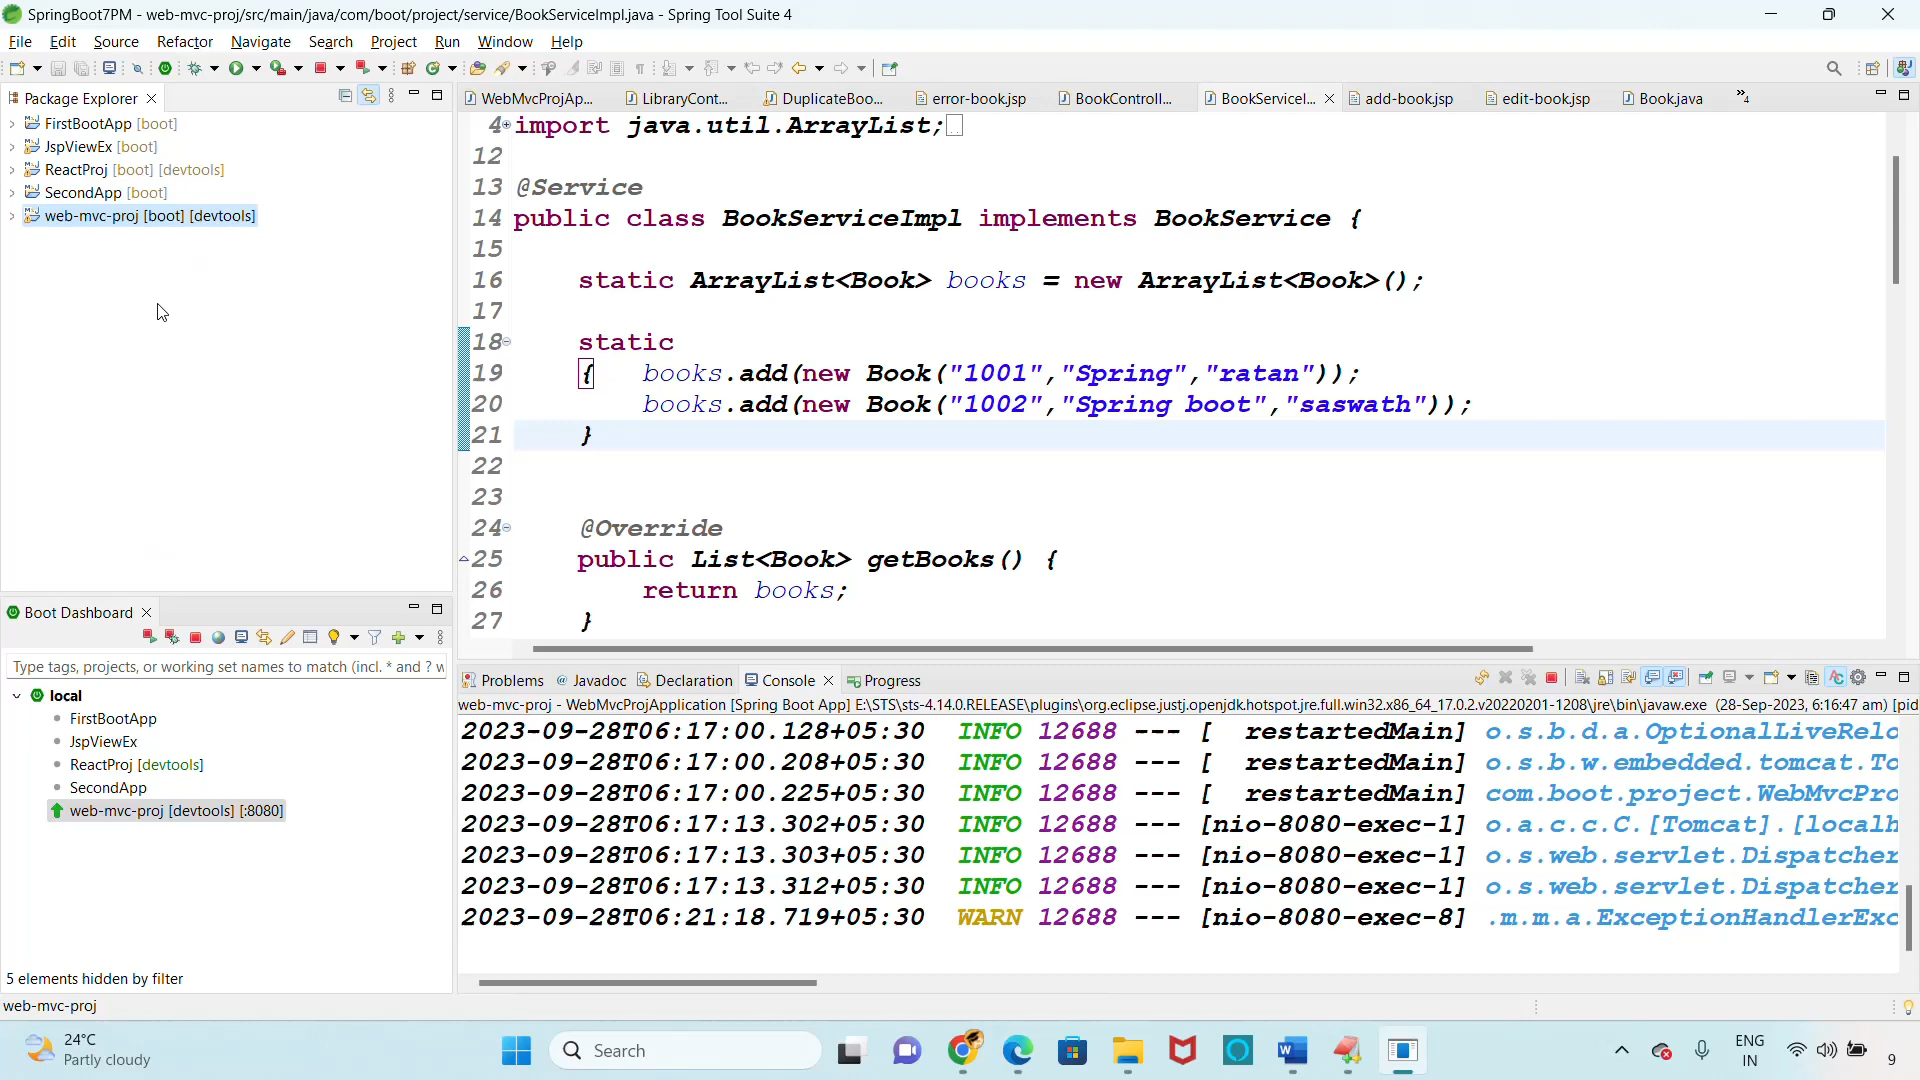 SpringBoot7PM - web-mvc-proj/src/main/java/com/boot/project/service/BookServiceImpl.java - Spring Tool Suite 4
File Edit Source Refactor Navigate Search Project Run Window Help
Package Explorer
FirstBootApp [boot]
JspViewEx [boot]
ReactProj [boot] [devtools]
SecondApp [boot]
web-mvc-proj [boot] [devtools]
WebMvcProjAp... LibraryCont... DuplicateBoo... error-book.jsp BookControll... BookServiceI... add-book.jsp edit-book.jsp Book.java »4
4 import java.util.ArrayList;
12
13 @Service
14 public class BookServiceImpl implements BookService {
15
16 static ArrayList<Book> books = new ArrayList<Book>();
17
18 static
19 { books.add(new Book("1001","Spring","ratan"));
20 books.add(new Book("1002","Spring boot","saswath"));
21 }
22
23
24 @Override
25 public List<Book> getBooks() {
26 return books;
27 }
Boot Dashboard
Type tags, projects, or working set names to match (incl. * and ? w
local
FirstBootApp
JspViewEx
ReactProj [devtools]
SecondApp
web-mvc-proj [devtools] [:8080]
5 elements hidden by filter
web-mvc-proj
Problems @ Javadoc Declaration Console Progress
web-mvc-proj - WebMvcProjApplication [Spring Boot App] E:\STS\sts-4.14.0.RELEASE\plugins\org.eclipse.justj.openjdk.hotspot.jre.full.win32.x86_64_17.0.2.v20220201-1208\jre\bin\javaw.exe (28-Sep-2023, 6:16:47 am) [pid
2023-09-28T06:17:00.128+05:30 INFO 12688 --- [ restartedMain] o.s.b.d.a.OptionalLiveRelo
2023-09-28T06:17:00.208+05:30 INFO 12688 --- [ restartedMain] o.s.b.w.embedded.tomcat.To
2023-09-28T06:17:00.225+05:30 INFO 12688 --- [ restartedMain] com.boot.project.WebMvcPro
2023-09-28T06:17:13.302+05:30 INFO 12688 --- [nio-8080-exec-1] o.a.c.c.C.[Tomcat].[localh
2023-09-28T06:17:13.303+05:30 INFO 12688 --- [nio-8080-exec-1] o.s.web.servlet.Dispatcher
2023-09-28T06:17:13.312+05:30 INFO 12688 --- [nio-8080-exec-1] o.s.web.servlet.Dispatcher
2023-09-28T06:21:18.719+05:30 WARN 12688 --- [nio-8080-exec-8] .m.m.a.ExceptionHandlerExc
24°C
Partly cloudy
Search
ENG
IN
9